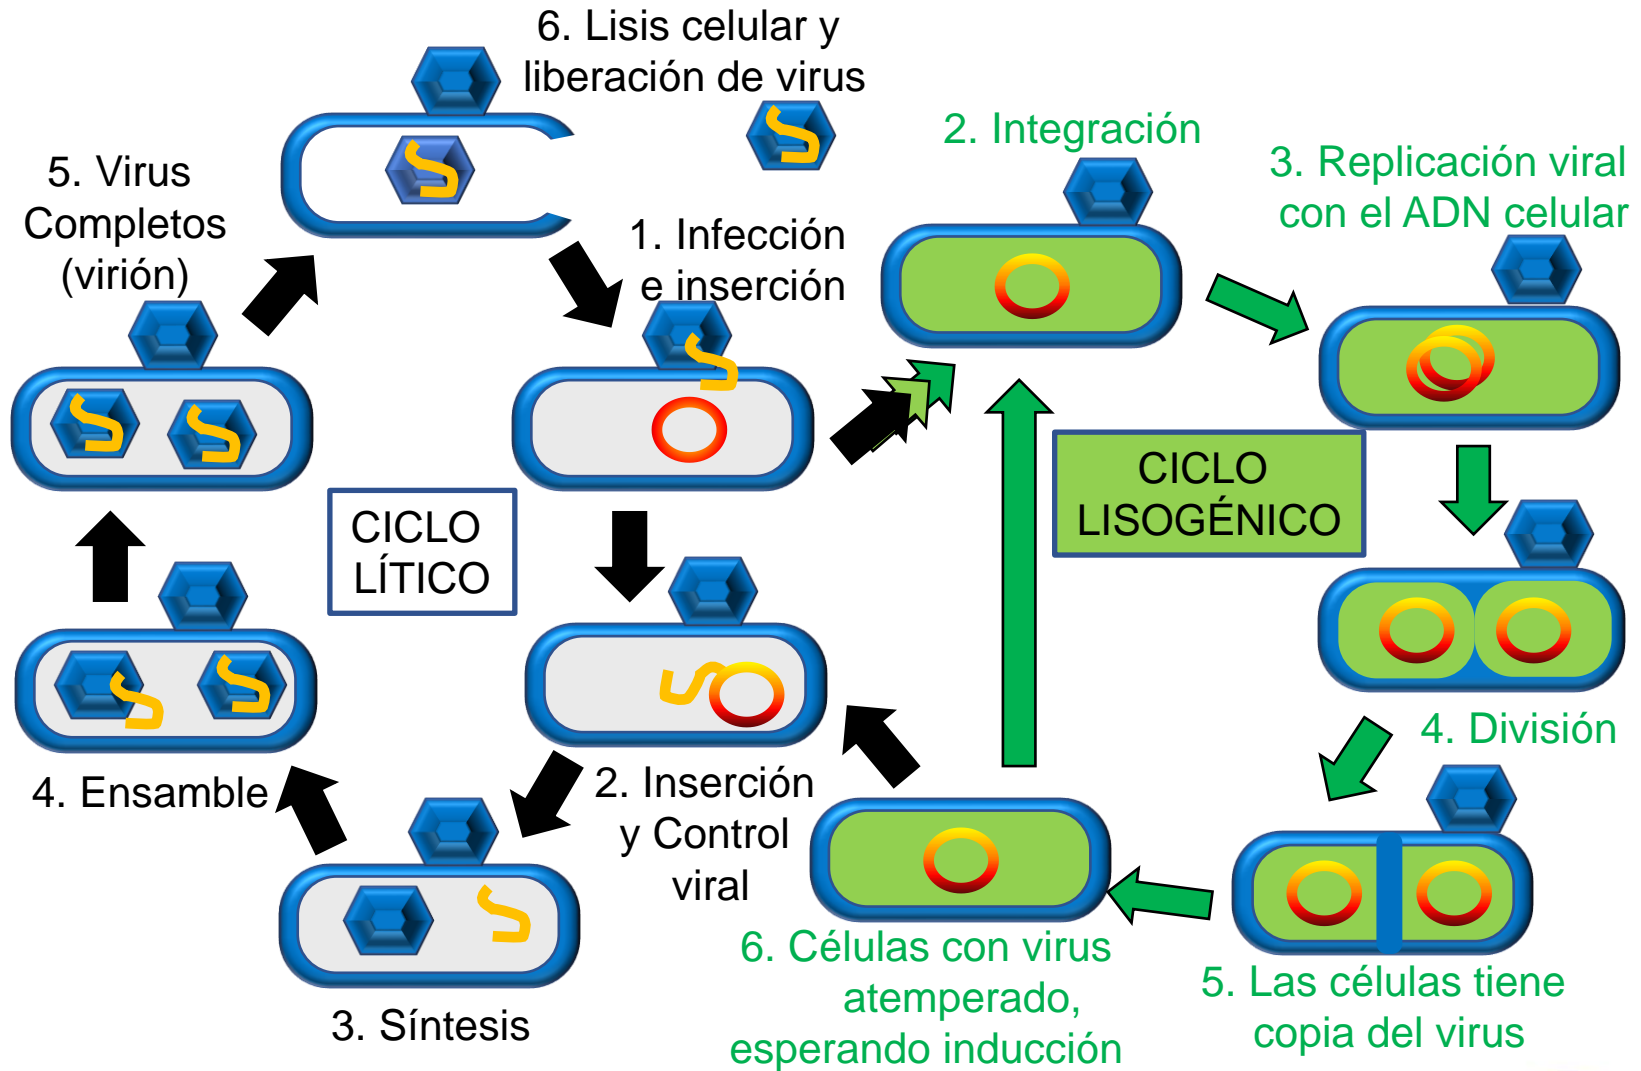 6. Lisis celular y
liberación de virus
5. Virus
Completos
(virión)
1. Infección
e inserción
2. Integración
3. Replicación viral
con el ADN celular
CICLO
LÍTICO
CICLO
LISOGÉNICO
4. Ensamble
2. Inserción
y Control
viral
3. Síntesis
4. División
6. Células con virus
atemperado,
esperando inducción
5. Las células tiene
copia del virus